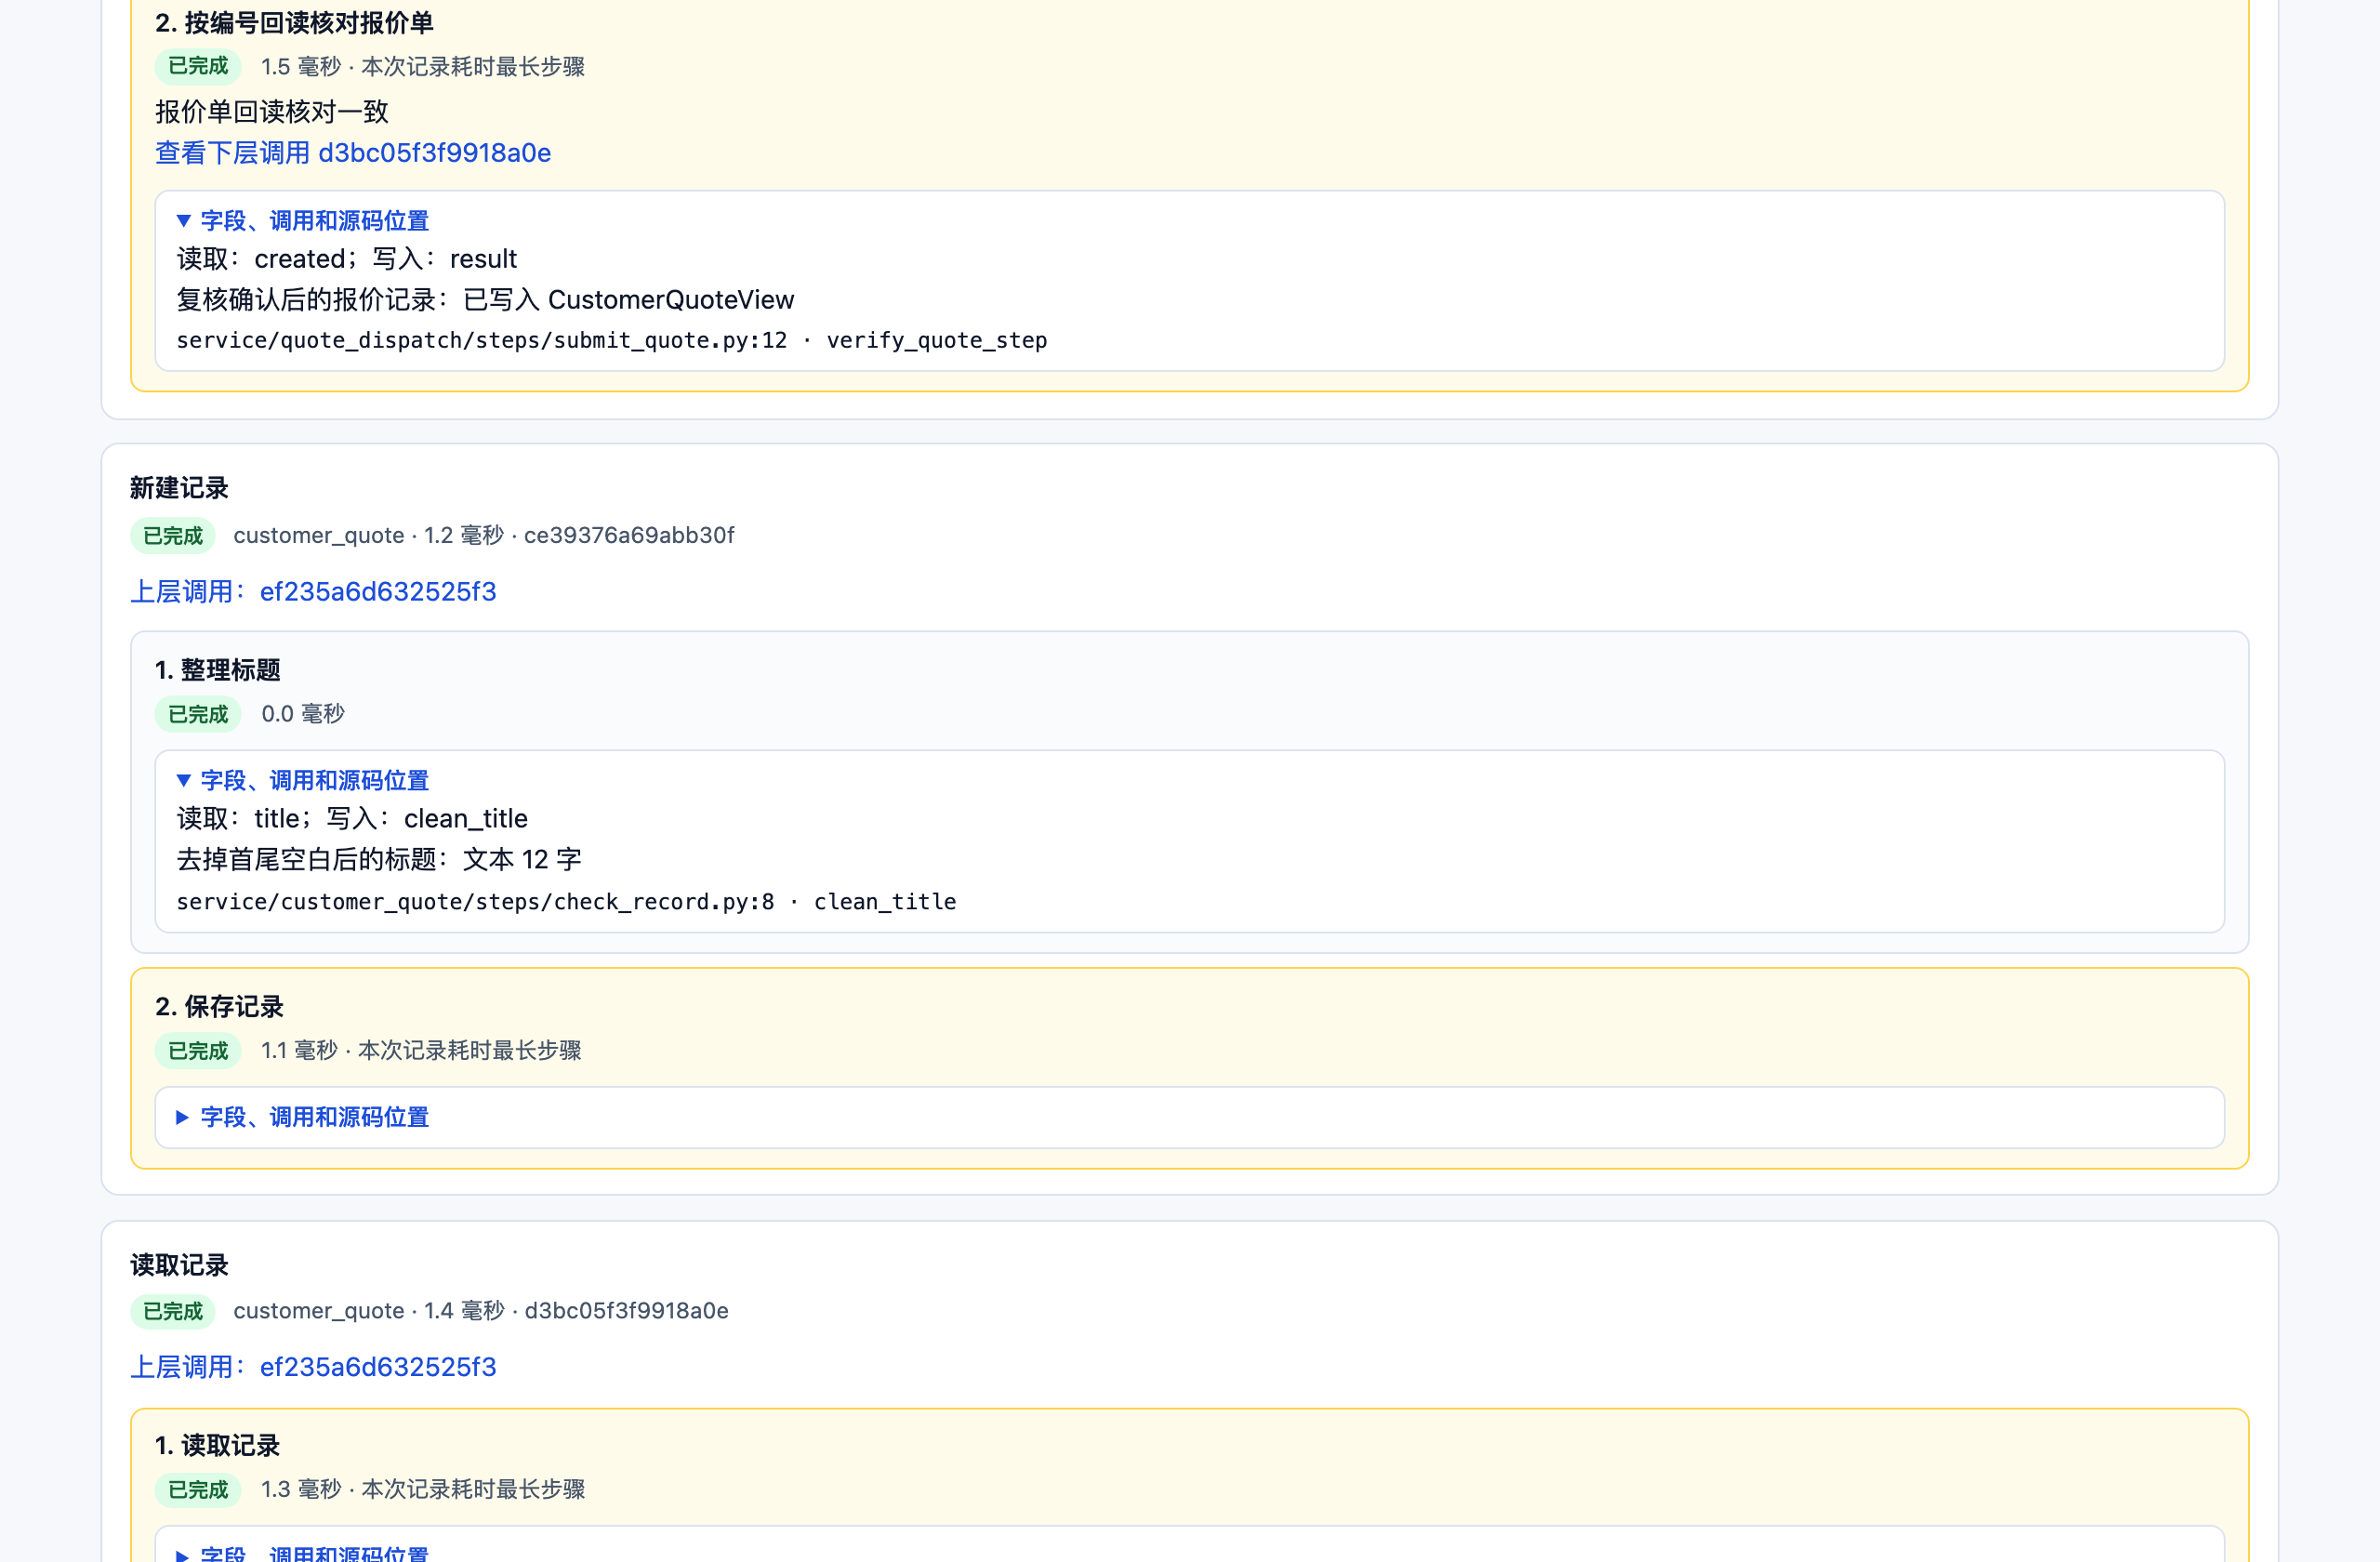 2. 按编号回读核对报价单
已完成 1.5 毫秒 · 本次记录耗时最长步骤
报价单回读核对一致
查看下层调用 d3bc05f3f9918a0e
▼ 字段、调用和源码位置
读取：created；写入：result
复核确认后的报价记录：已写入 CustomerQuoteView
service/quote_dispatch/steps/submit_quote.py:12 · verify_quote_step
新建记录
已完成 customer_quote · 1.2 毫秒 · ce39376a69abb30f
上层调用：ef235a6d632525f3
1. 整理标题
已完成 0.0 毫秒
▼ 字段、调用和源码位置
读取：title；写入：clean_title
去掉首尾空白后的标题：文本 12 字
service/customer_quote/steps/check_record.py:8 · clean_title
2. 保存记录
已完成 1.1 毫秒 · 本次记录耗时最长步骤
▶ 字段、调用和源码位置
读取记录
已完成 customer_quote · 1.4 毫秒 · d3bc05f3f9918a0e
上层调用：ef235a6d632525f3
1. 读取记录
已完成 1.3 毫秒 · 本次记录耗时最长步骤
▶ 字段、调用和源码位置